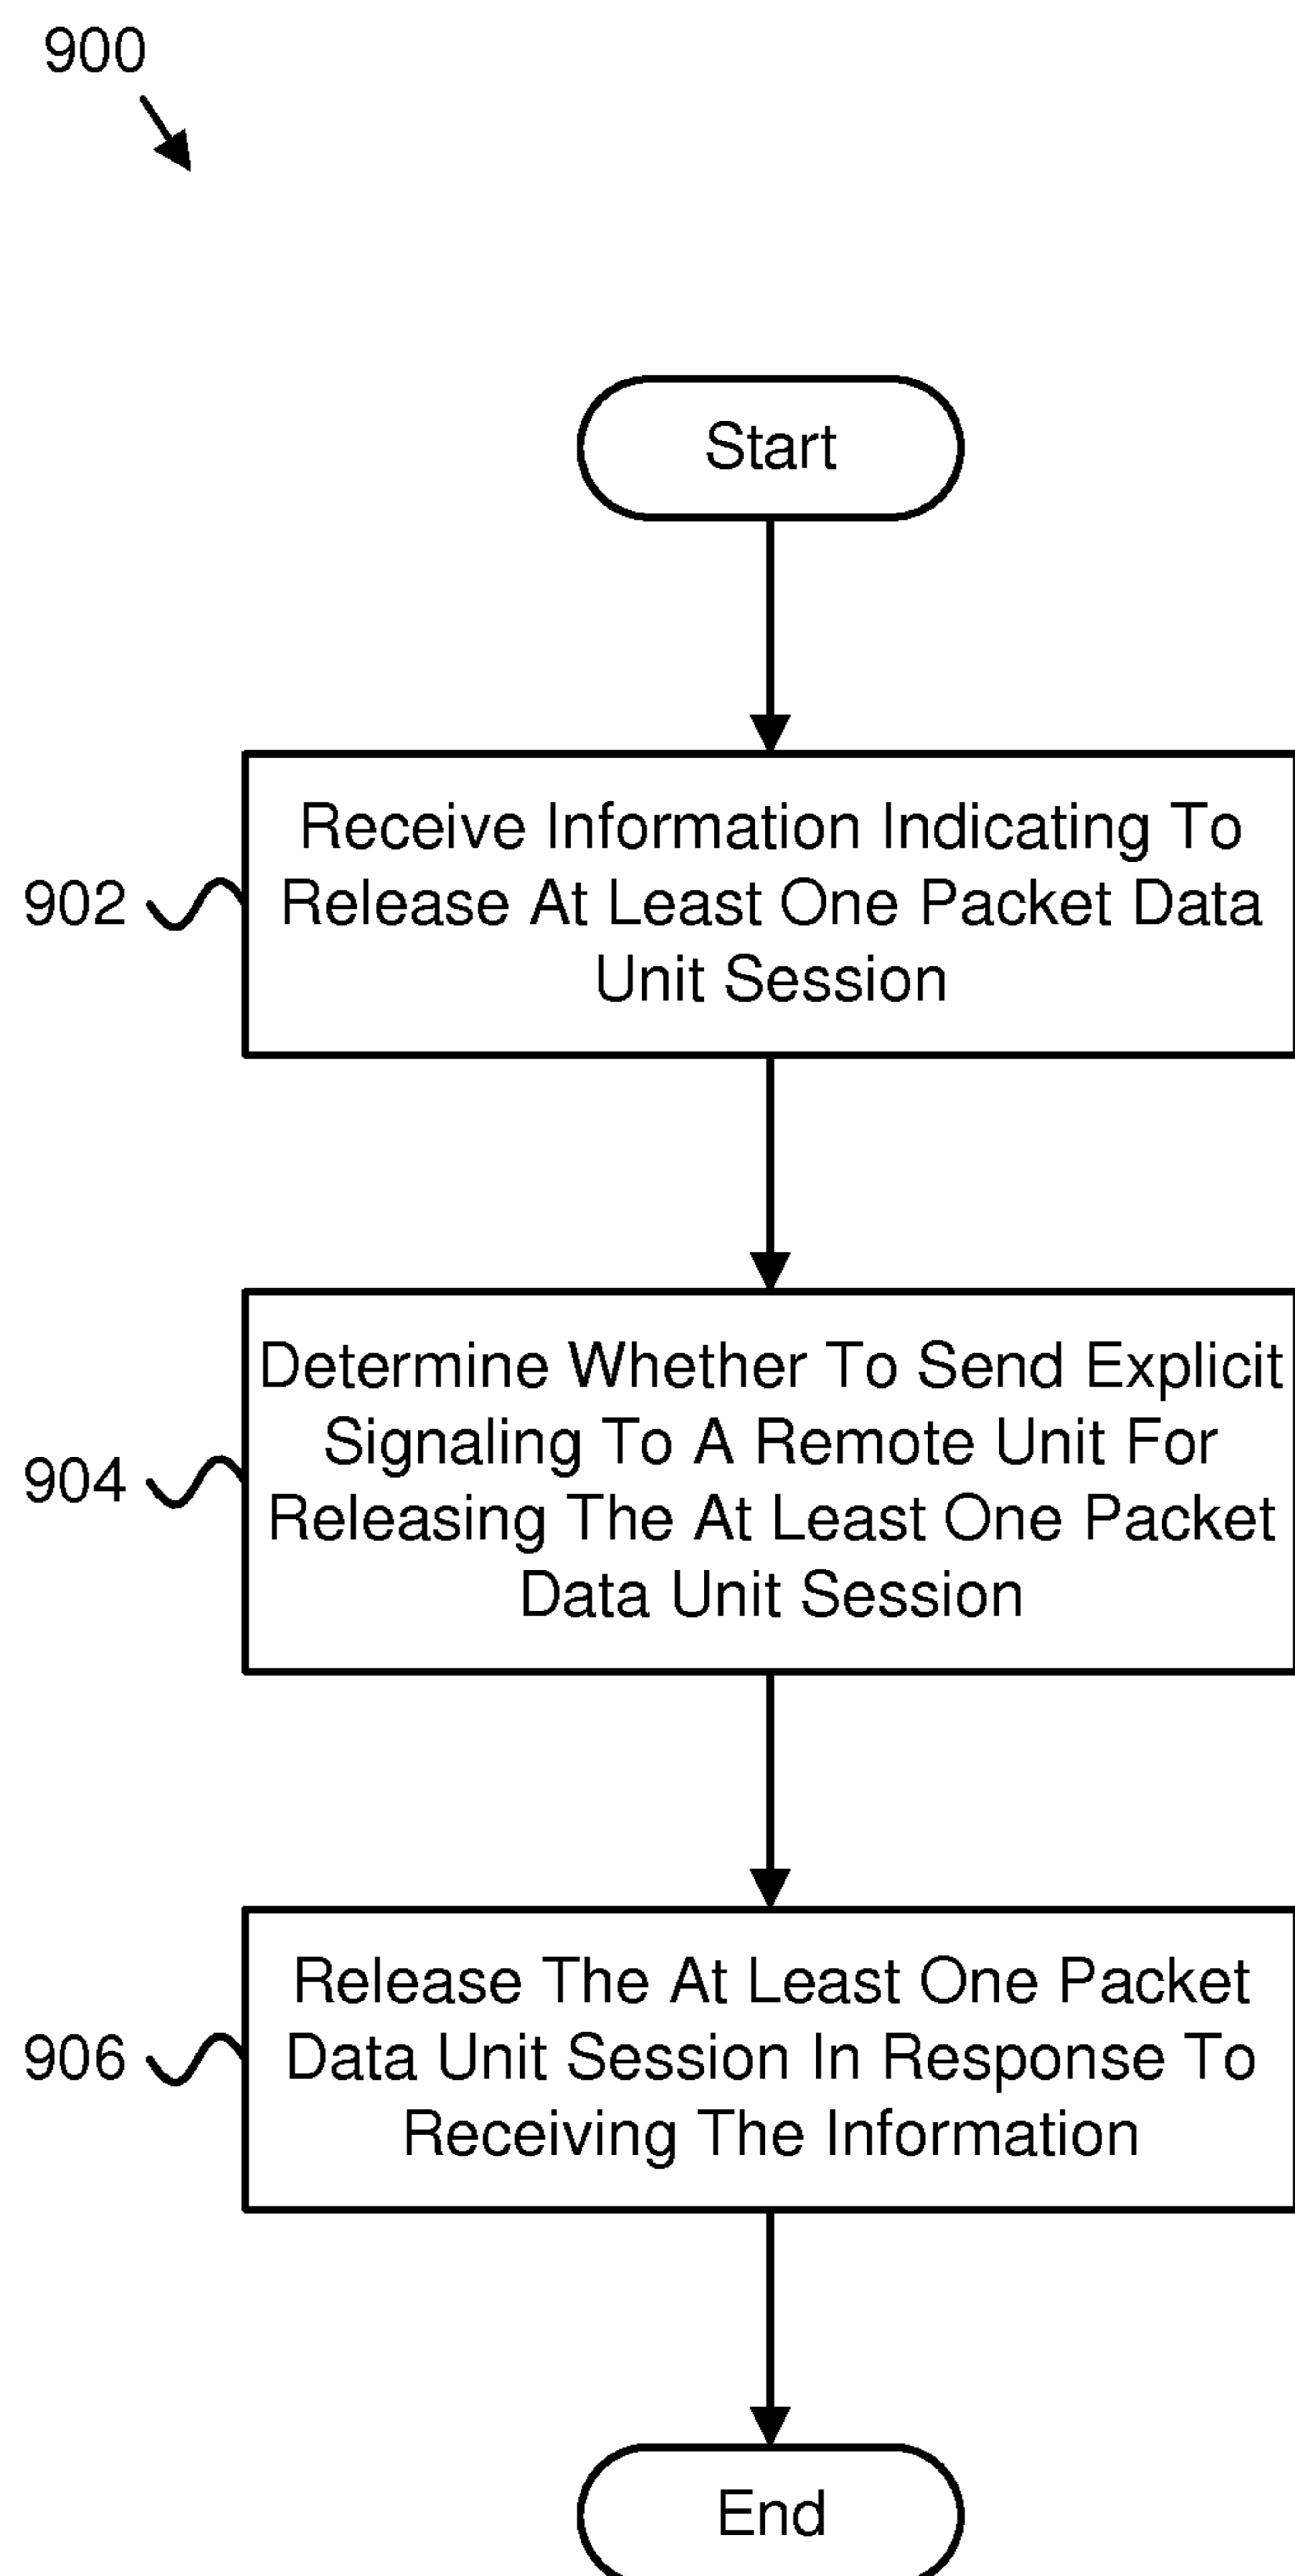 900
Start
902
Receive Information Indicating To
Release At Least One Packet Data
Unit Session
904
Determine Whether To Send Explicit
Signaling To A Remote Unit For
Releasing The At Least One Packet
Data Unit Session
906
Release The At Least One Packet
Data Unit Session In Response To
Receiving The Information
End